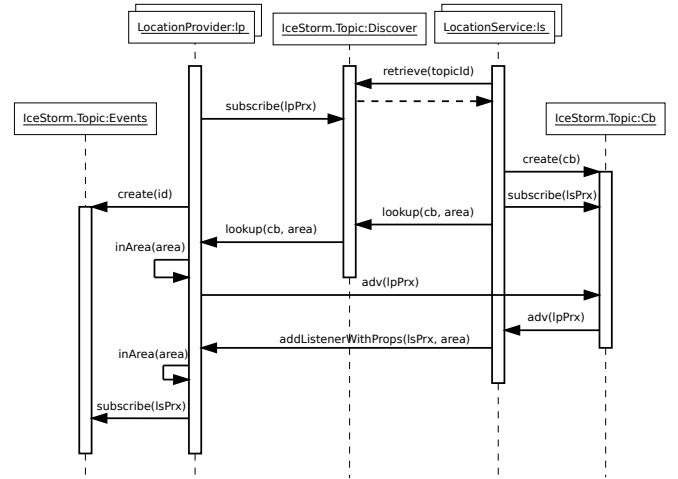 LocationProvider:lp
IceStorm.Topic:Discover
LocationService:ls
retrieve(topicId)
subscribe(lpPrx)
IceStorm.Topic:Events
IceStorm.Topic:Cb
create(cb)
create(id)
subscribe(lsPrx)
lookup(cb, area)
lookup(cb, area)
inArea(area)
adv(lpPrx)
adv(lpPrx)
addListenerWithProps(lsPrx, area)
inArea(area)
subscribe(lsPrx)